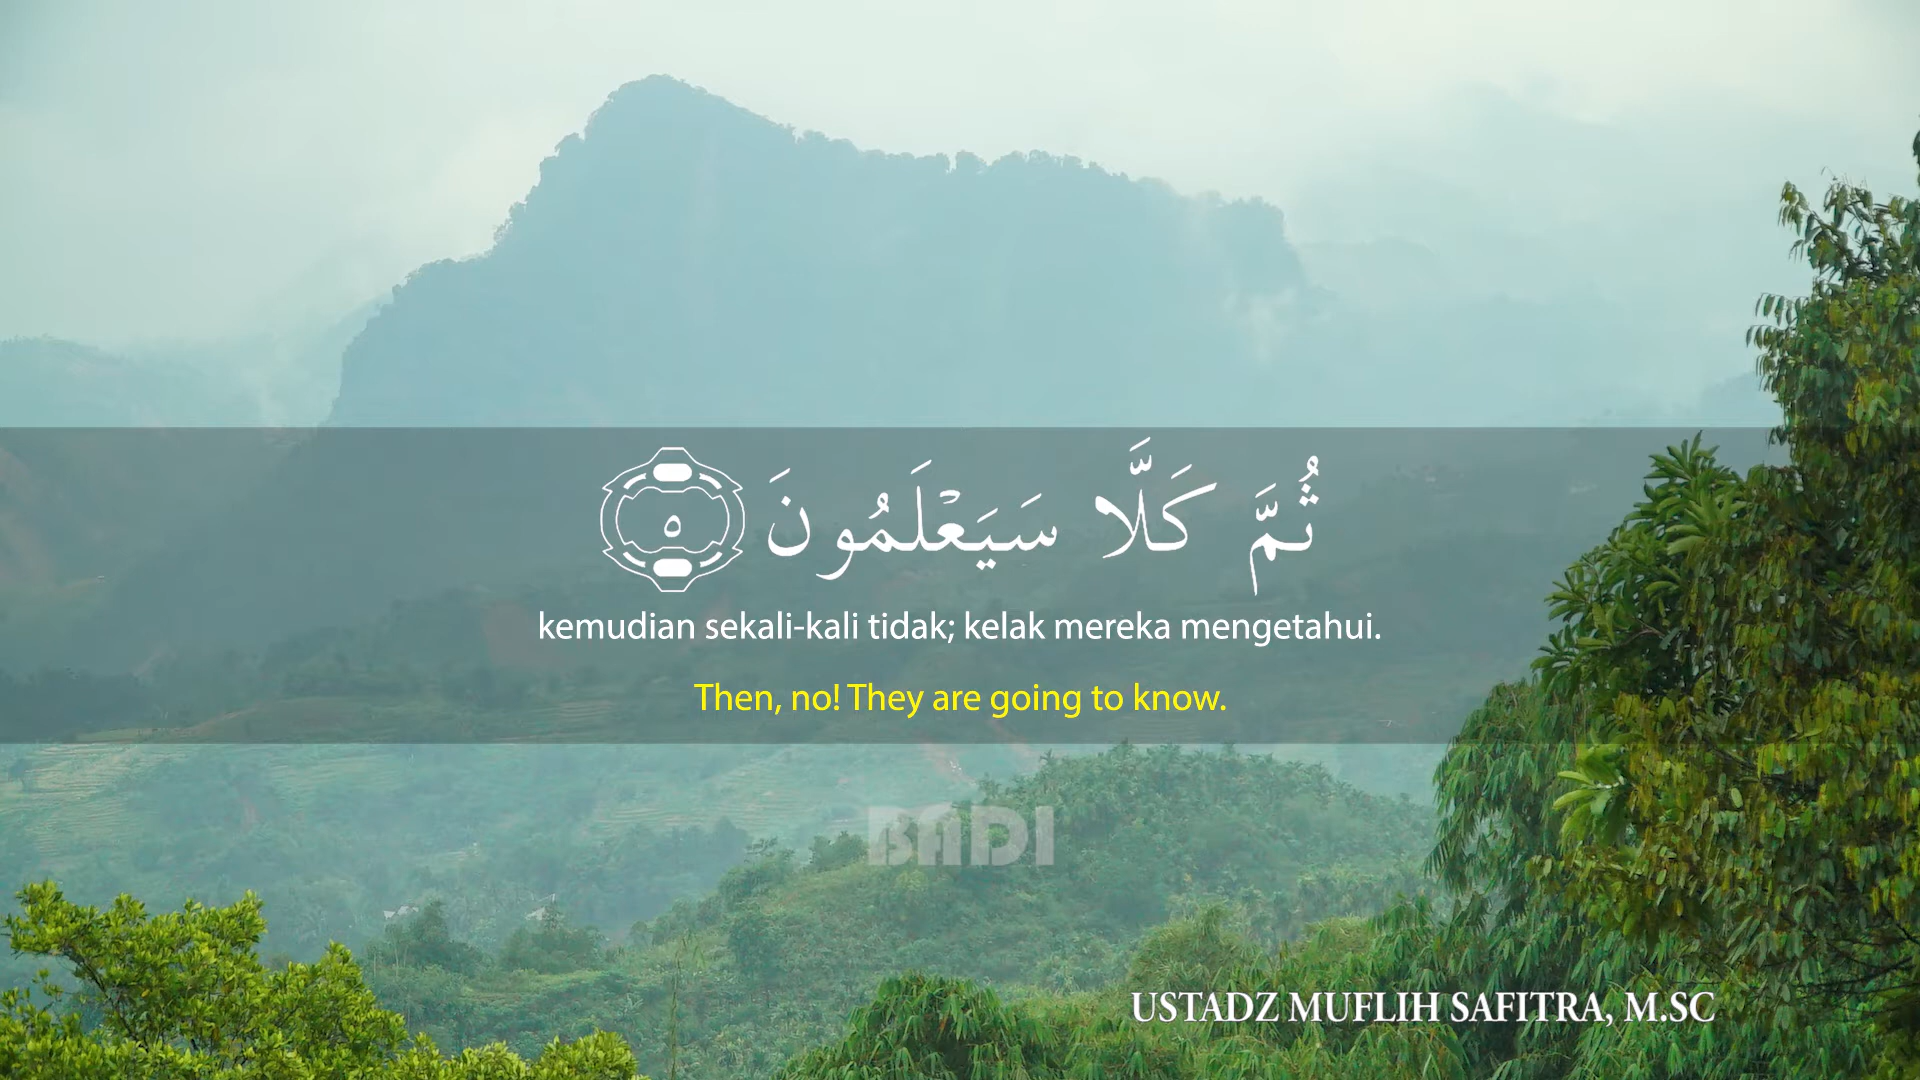 ثُمَّ كَلَّا سَيَعْلَمُونَ ٥
kemudian sekali-kali tidak; kelak mereka mengetahui.
Then, no! They are going to know.
BADI
USTADZ MUFLIH SAFITRA, M.SC